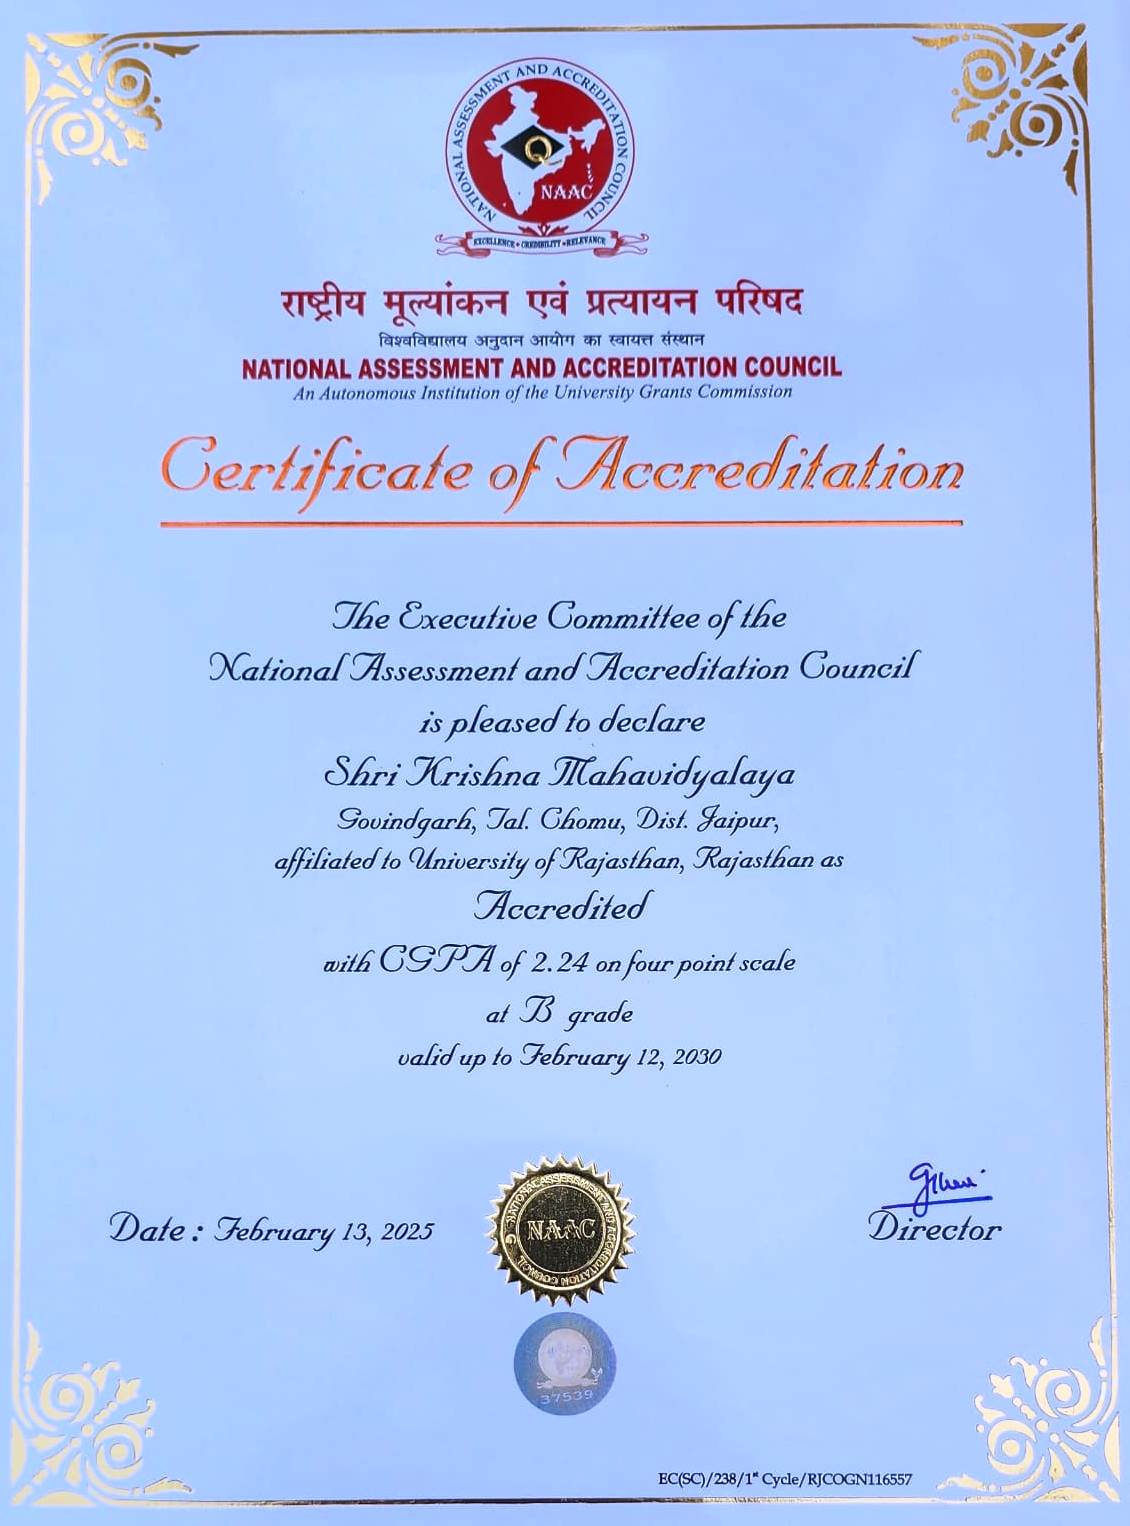 NATIONAL ASSESSMENT AND ACCREDITATION COUNCIL
Q
NAAC
EXCELLENCE • CREDIBILITY • RELEVANCE
राष्ट्रीय मूल्यांकन एवं प्रत्यायन परिषद
विश्वविद्यालय अनुदान आयोग का स्वायत्त संस्थान
NATIONAL ASSESSMENT AND ACCREDITATION COUNCIL
An Autonomous Institution of the University Grants Commission
Certificate of Accreditation
The Executive Committee of the
National Assessment and Accreditation Council
is pleased to declare
Shri Krishna Mahavidyalaya
Govindgarh, Tal. Chomu, Dist. Jaipur,
affiliated to University of Rajasthan, Rajasthan as
Accredited
with CGPA of 2.24 on four point scale
at B grade
valid up to February 12, 2030
Date : February 13, 2025
NATIONAL ASSESSMENT AND ACCREDITATION COUNCIL
NAAC
Director
37539
EC(SC)/238/1st Cycle/RJCOGN116557